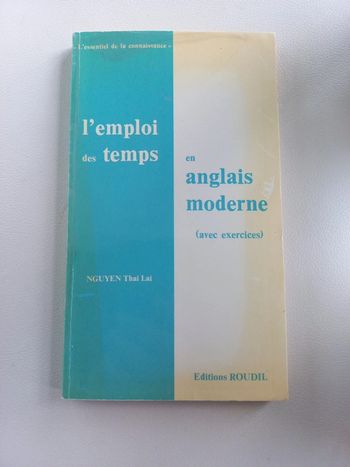 « L'essentiel de la connaissance »
l'emploi
des temps
en
anglais
moderne
(avec exercices)
NGUYEN Thai Lai
Editions ROUDIL